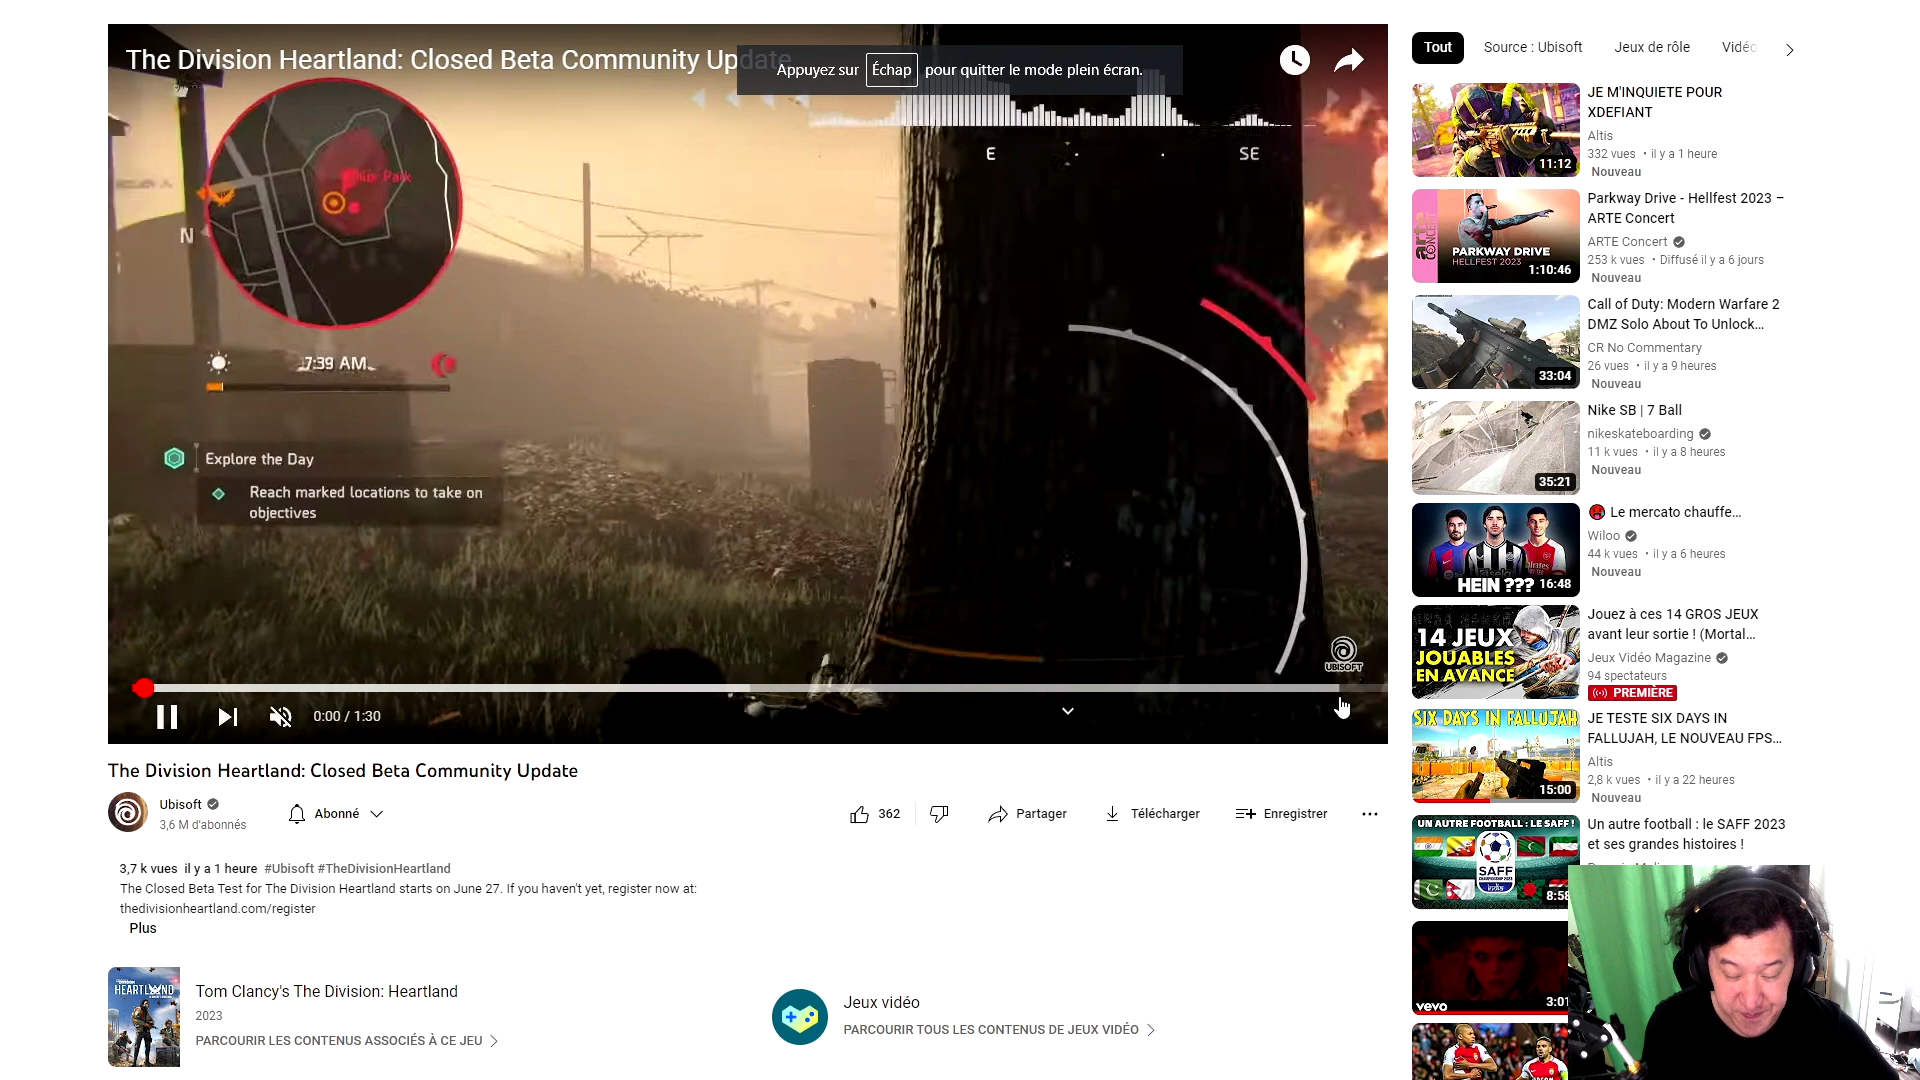 The Division Heartland: Closed Beta Community Update
Appuyez sur Échap pour quitter le mode plein écran.
E
SE
N
7:39 AM
Explore the Day
Reach marked locations to take on
objectives
UBISOFT
0:00 / 1:30
The Division Heartland: Closed Beta Community Update
Ubisoft
3,6 M d'abonnés
Abonné
362
Partager
Télécharger
Enregistrer
3,7 k vues il y a 1 heure #Ubisoft #TheDivisionHeartland
The Closed Beta Test for The Division Heartland starts on June 27. If you haven't yet, register now at:
thedivisionheartland.com/register
Plus
HEARTLAND
Tom Clancy's The Division: Heartland
2023
PARCOURIR LES CONTENUS ASSOCIÉS À CE JEU
Jeux vidéo
PARCOURIR TOUS LES CONTENUS DE JEUX VIDÉO
Tout
Source : Ubisoft
Jeux de rôle
Vidéo
11:12
JE M'INQUIETE POUR
XDEFIANT
Altis
332 vues • il y a 1 heure
Nouveau
arte
CONCERT
PARKWAY DRIVE
HELLFEST 2023
1:10:46
Parkway Drive - Hellfest 2023 –
ARTE Concert
ARTE Concert
253 k vues • Diffusé il y a 6 jours
Nouveau
33:04
Call of Duty: Modern Warfare 2
DMZ Solo About To Unlock...
CR No Commentary
26 vues • il y a 9 heures
Nouveau
35:21
Nike SB | 7 Ball
nikeskateboarding
11 k vues • il y a 8 heures
Nouveau
HEIN ???
16:48
Le mercato chauffe...
Wiloo
44 k vues • il y a 6 heures
Nouveau
14 JEUX
JOUABLES
EN AVANCE
Jouez à ces 14 GROS JEUX
avant leur sortie ! (Mortal...
Jeux Vidéo Magazine
94 spectateurs
PREMIÈRE
SIX DAYS IN FALLUJAH
15:00
JE TESTE SIX DAYS IN
FALLUJAH, LE NOUVEAU FPS...
Altis
2,8 k vues • il y a 22 heures
Nouveau
UN AUTRE FOOTBALL : LE SAFF !
SAFF
india
8:58
Un autre football : le SAFF 2023
et ses grandes histoires !
vevo
3:01